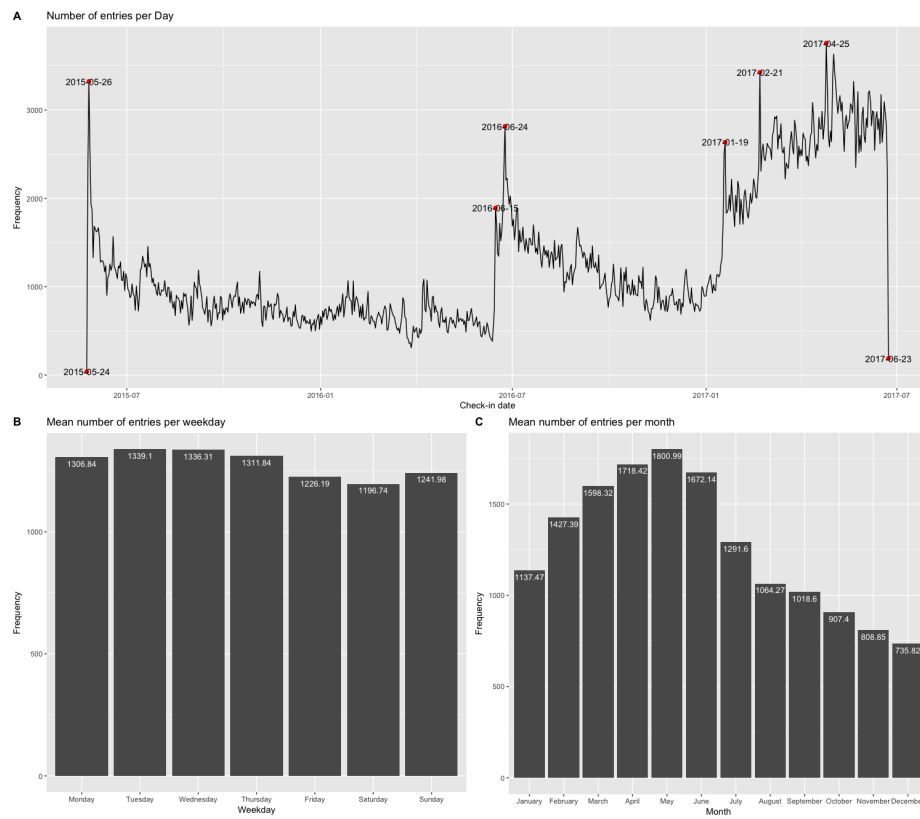 A Number of entries per Day
2017-04-25
2017-02-21
2015-05-26
3000
2016-06-24
2017-01-19
Frequency
2000
2016-06-15
1000
2017-06-23
2015-05-24
0
2015-07 2016-01 2016-07 2017-01 2017-07
Check-in date
B Mean number of entries per weekday
1306.84 1339.1 1336.31 1311.84 1226.19 1196.74 1241.98
1000
Frequency
500
0
Monday Tuesday Wednesday Thursday Friday Saturday Sunday
Weekday
C Mean number of entries per month
1500
1137.47 1427.39 1598.32 1718.42 1800.99 1672.14 1291.6 1064.27 1018.6 907.4 808.85 735.82
1000
Frequency
500
0
January February March April May June July August September October November December
Month